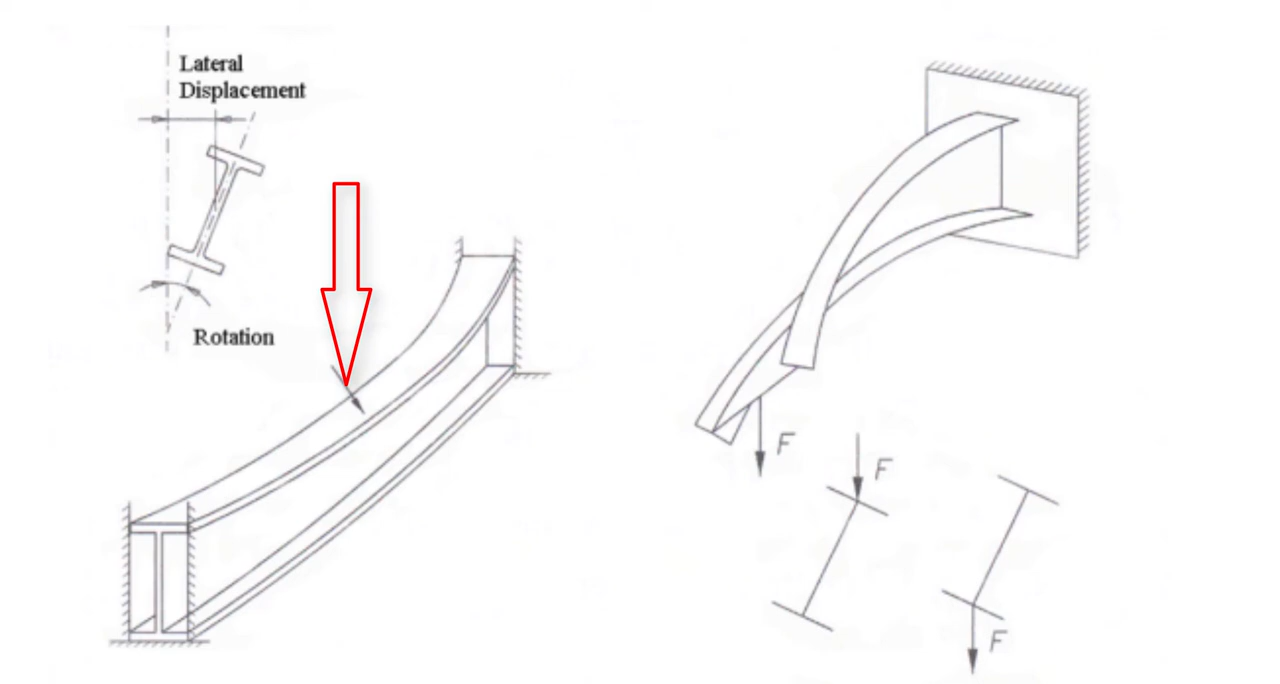 Lateral
Displacement
Rotation
F
F
F